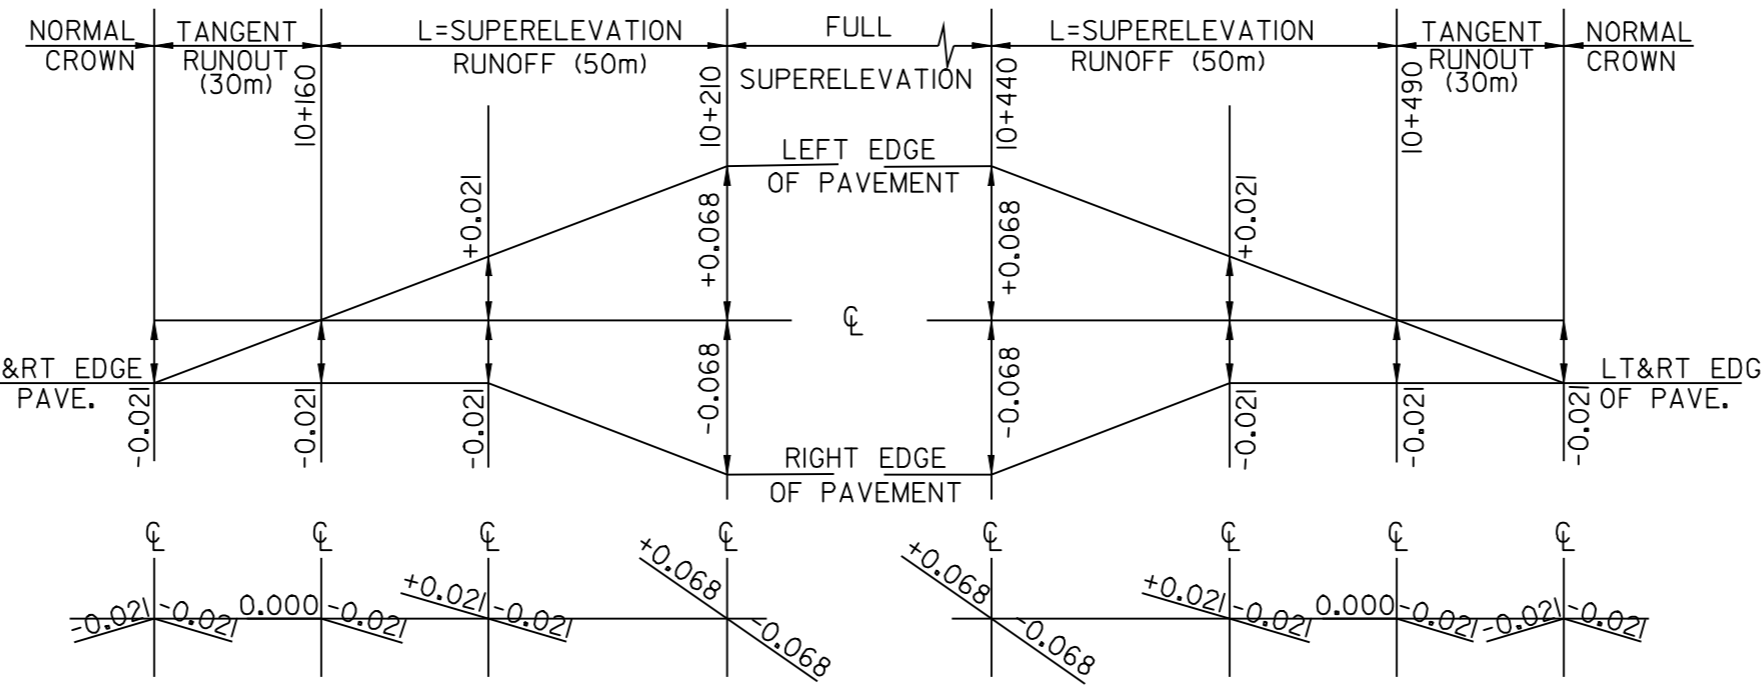 NORMAL
CROWN
TANGENT
RUNOUT
(30m)
10+160
L=SUPERELEVATION
RUNOFF (50m)
10+210
FULL
SUPERELEVATION
10+440
L=SUPERELEVATION
RUNOFF (50m)
10+490
TANGENT
RUNOUT
(30m)
NORMAL
CROWN
LEFT EDGE
OF PAVEMENT
+0.021
+0.068
+0.068
+0.021
℄
&RT EDGE
PAVE.
-0.021
-0.021
-0.021
-0.068
-0.068
-0.021
-0.021
-0.021
LT&RT EDG
OF PAVE.
RIGHT EDGE
OF PAVEMENT
℄ ℄ ℄ ℄ ℄ ℄ ℄ ℄
-0.021 -0.021
0.000 -0.021
+0.021 -0.021
+0.068 -0.068
+0.068 -0.068
+0.021 -0.021
0.000 -0.021
-0.021 -0.021